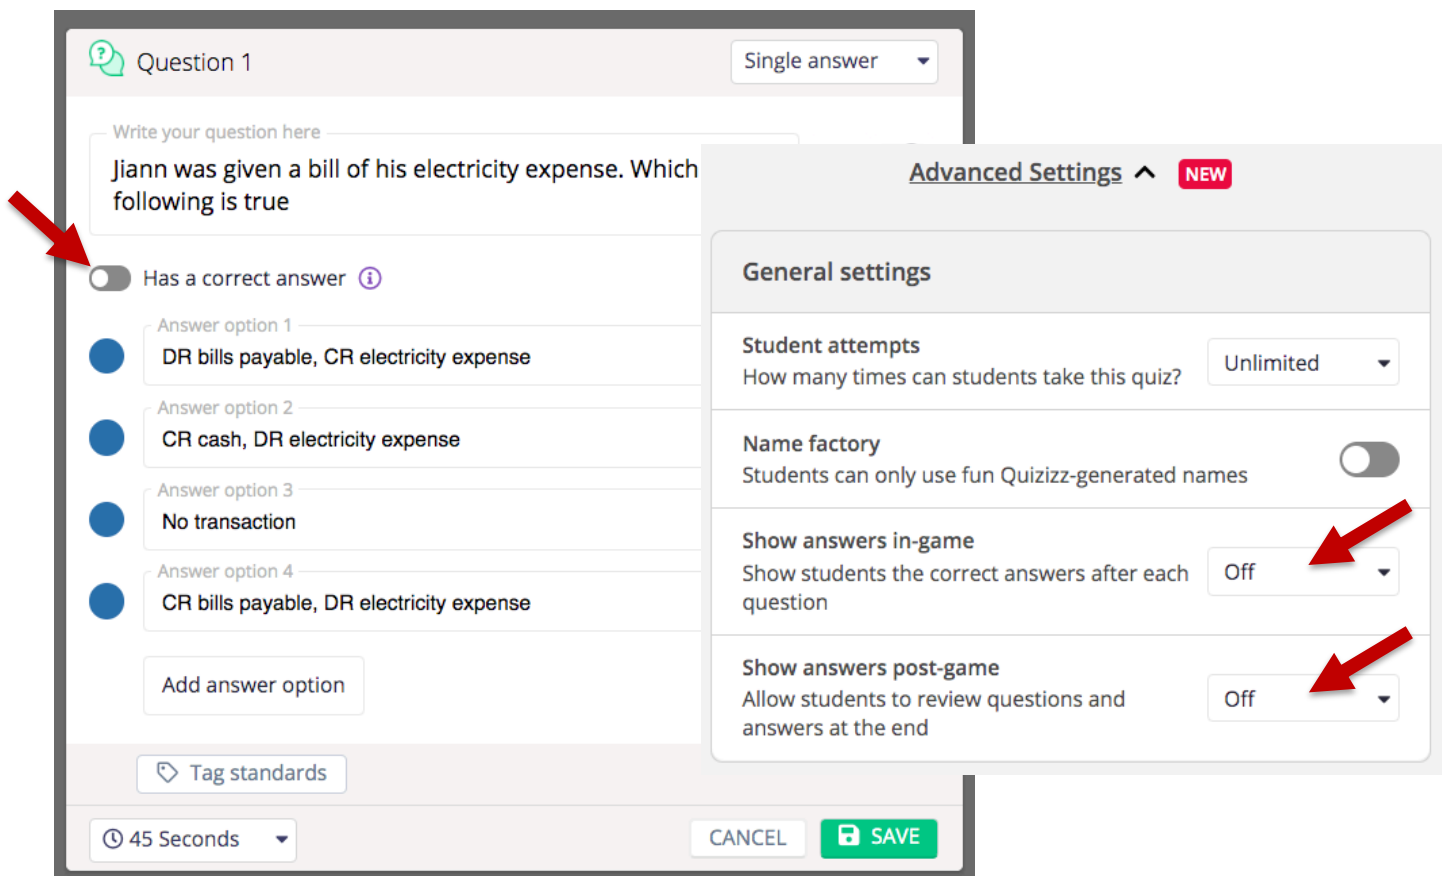 Question 1
Single answer
Write your question here
Jiann was given a bill of his electricity expense. Which
following is true
Has a correct answer
Answer option 1
DR bills payable, CR electricity expense
Answer option 2
CR cash, DR electricity expense
Answer option 3
No transaction
Answer option 4
CR bills payable, DR electricity expense
Add answer option
Tag standards
45 Seconds
CANCEL
SAVE
Advanced Settings
NEW
General settings
Student attempts
How many times can students take this quiz?
Unlimited
Name factory
Students can only use fun Quizizz-generated names
Show answers in-game
Show students the correct answers after each
question
Off
Show answers post-game
Allow students to review questions and
answers at the end
Off